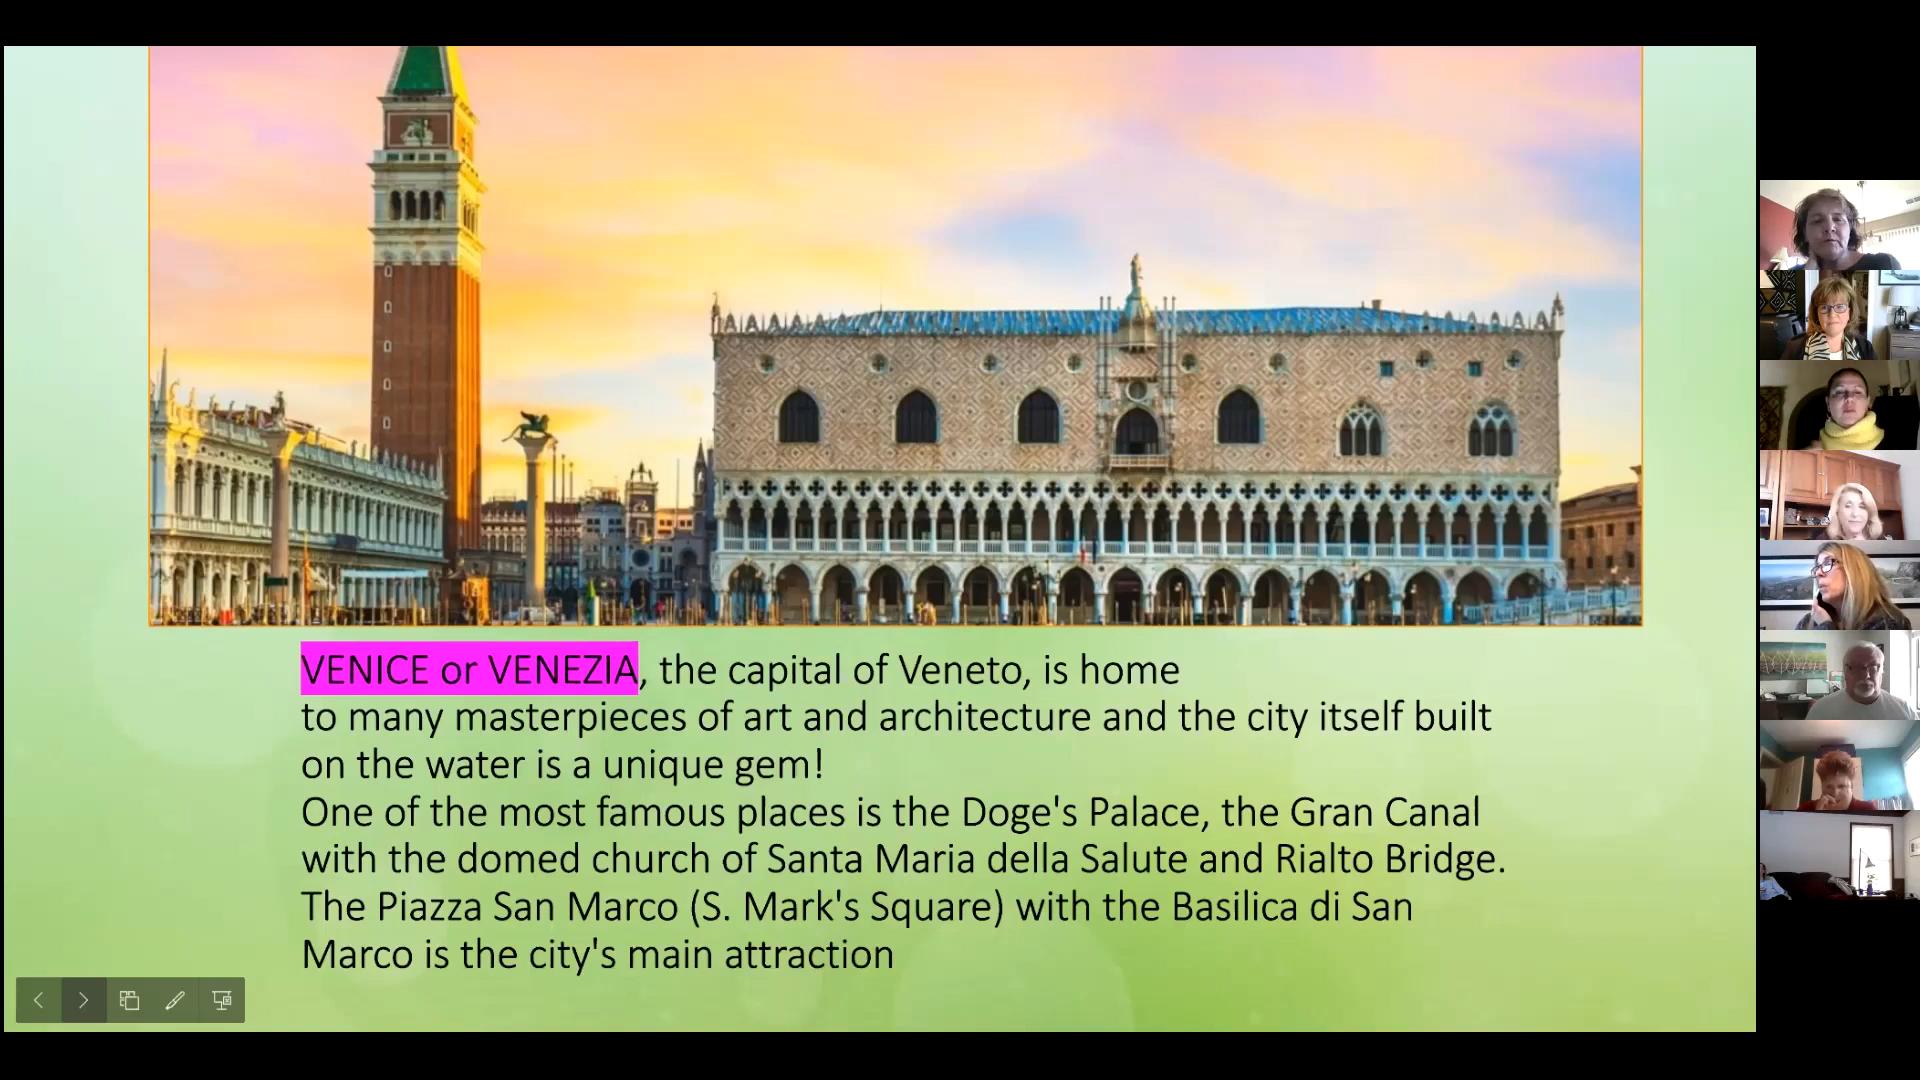 VENICE or VENEZIA, the capital of Veneto, is home
to many masterpieces of art and architecture and the city itself built
on the water is a unique gem!
One of the most famous places is the Doge's Palace, the Gran Canal
with the domed church of Santa Maria della Salute and Rialto Bridge.
The Piazza San Marco (S. Mark's Square) with the Basilica di San
Marco is the city's main attraction